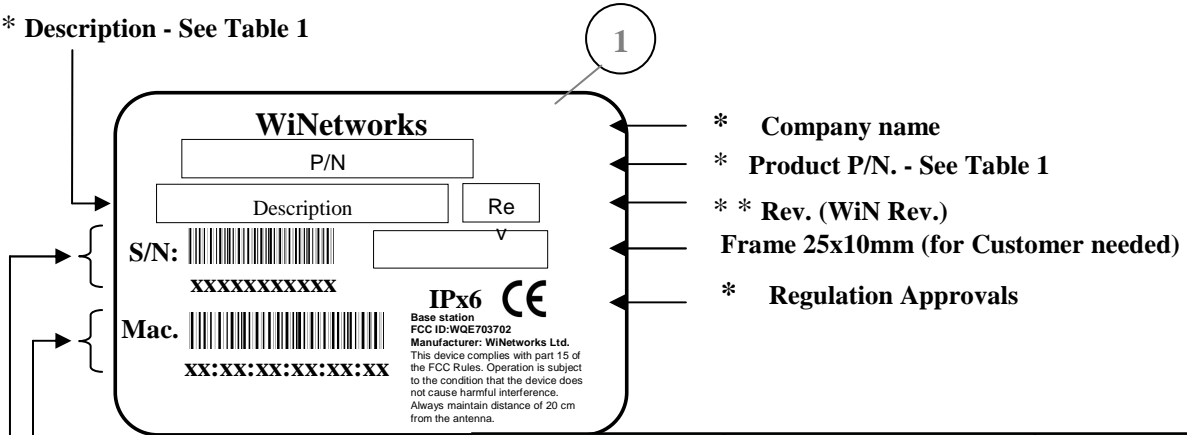 * Description - See Table 1
1
WiNetworks
* Company name
P/N
* Product P/N. - See Table 1
Description
Re
v
* * Rev. (WiN Rev.)
Frame 25x10mm (for Customer needed)
S/N:
xxxxxxxxxxx
IPx6 CE
* Regulation Approvals
Mac.
xx:xx:xx:xx:xx:xx
Base station
FCC ID:WQE703702
Manufacturer: WiNetworks Ltd.
This device complies with part 15 of
the FCC Rules. Operation is subject
to the condition that the device does
not cause harmful interference.
Always maintain distance of 20 cm
from the antenna.